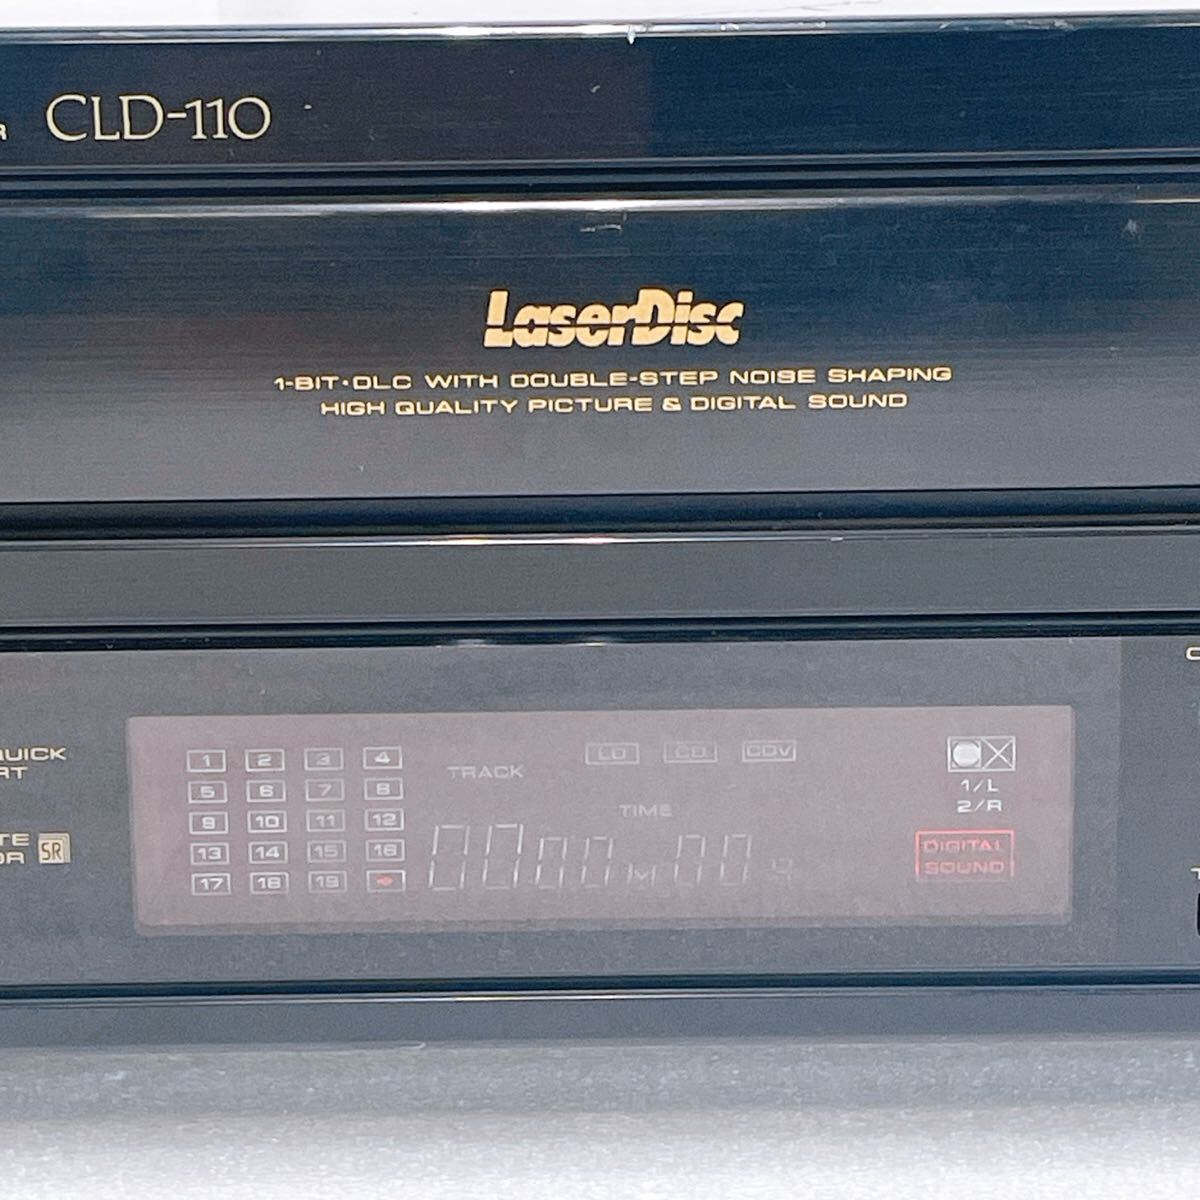 R CLD-110
LaserDisc
1-BIT·DLC WITH DOUBLE-STEP NOISE SHAPING
HIGH QUALITY PICTURE & DIGITAL SOUND
QUICK
RT
TE
OR SR
1 2 3 4
5 6 7 8
9 10 11 12
13 14 15 16
17 18 19
TRACK
LD CD CDV
TIME
1/L
2/R
DIGITAL
SOUND